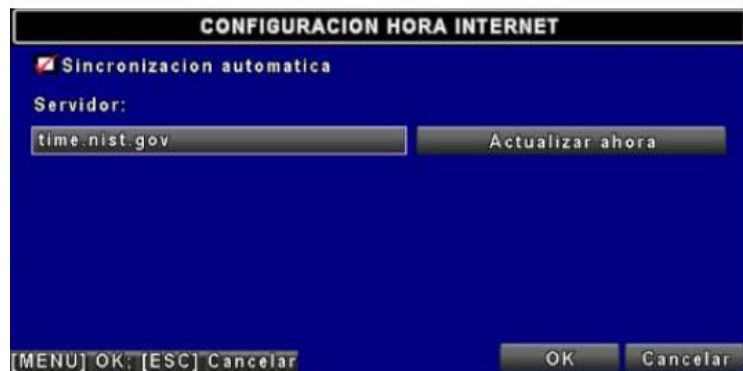 CONFIGURACION HORA INTERNET
Sincronizacion automatica
Servidor:
time.nist.gov Actualizar ahora
[MENU] OK; [ESC] Cancelar OK Cancelar